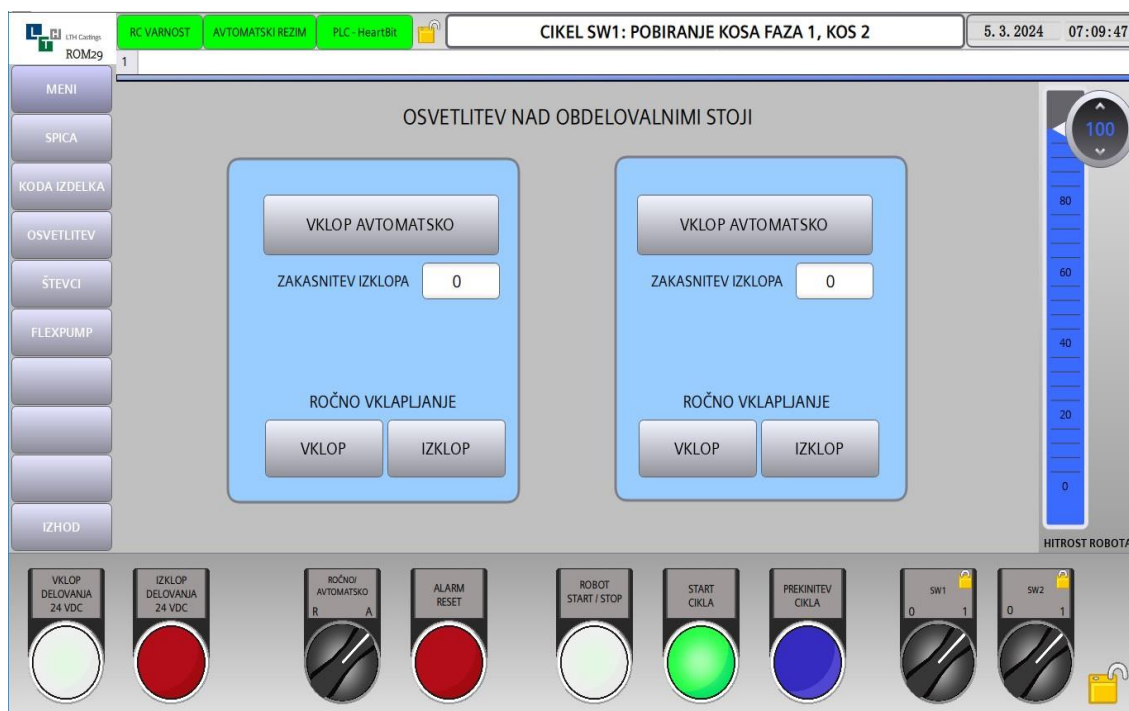 L H LTH Castings
T
ROM29
RC VARNOST
AVTOMATSKI REZIM
PLC - HeartBit
CIKEL SW1: POBIRANJE KOSA FAZA 1, KOS 2
5. 3. 2024 07:09:47
1
MENI
SPICA
KODA IZDELKA
OSVETLITEV
ŠTEVCI
FLEXPUMP
IZHOD
OSVETLITEV NAD OBDELOVALNIMI STOJI
VKLOP AVTOMATSKO
ZAKASNITEV IZKLOPA 0
ROČNO VKLAPLJANJE
VKLOP IZKLOP
VKLOP AVTOMATSKO
ZAKASNITEV IZKLOPA 0
ROČNO VKLAPLJANJE
VKLOP IZKLOP
100
80
60
40
20
0
HITROST ROBOTA
VKLOP
DELOVANJA
24 VDC
IZKLOP
DELOVANJA
24 VDC
ROČNO/
AVTOMATSKO
R A
ALARM
RESET
ROBOT
START / STOP
START
CIKLA
PREKINITEV
CIKLA
SW1
0 1
SW2
0 1